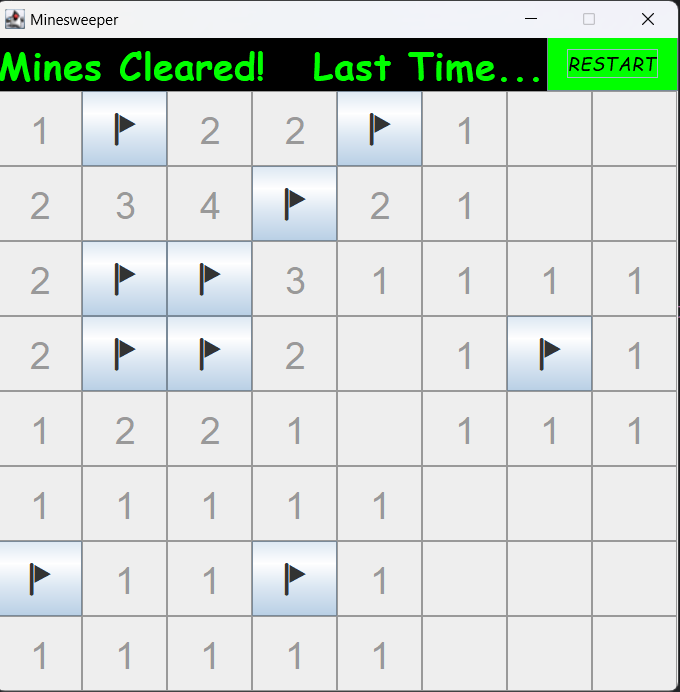 Minesweeper
Mines Cleared! Last Time... RESTART
1 2 2 1
2 3 4 2 1
2 3 1 1 1 1
2 2 1 1
1 2 2 1 1 1 1
1 1 1 1 1
1 1 1
1 1 1 1 1